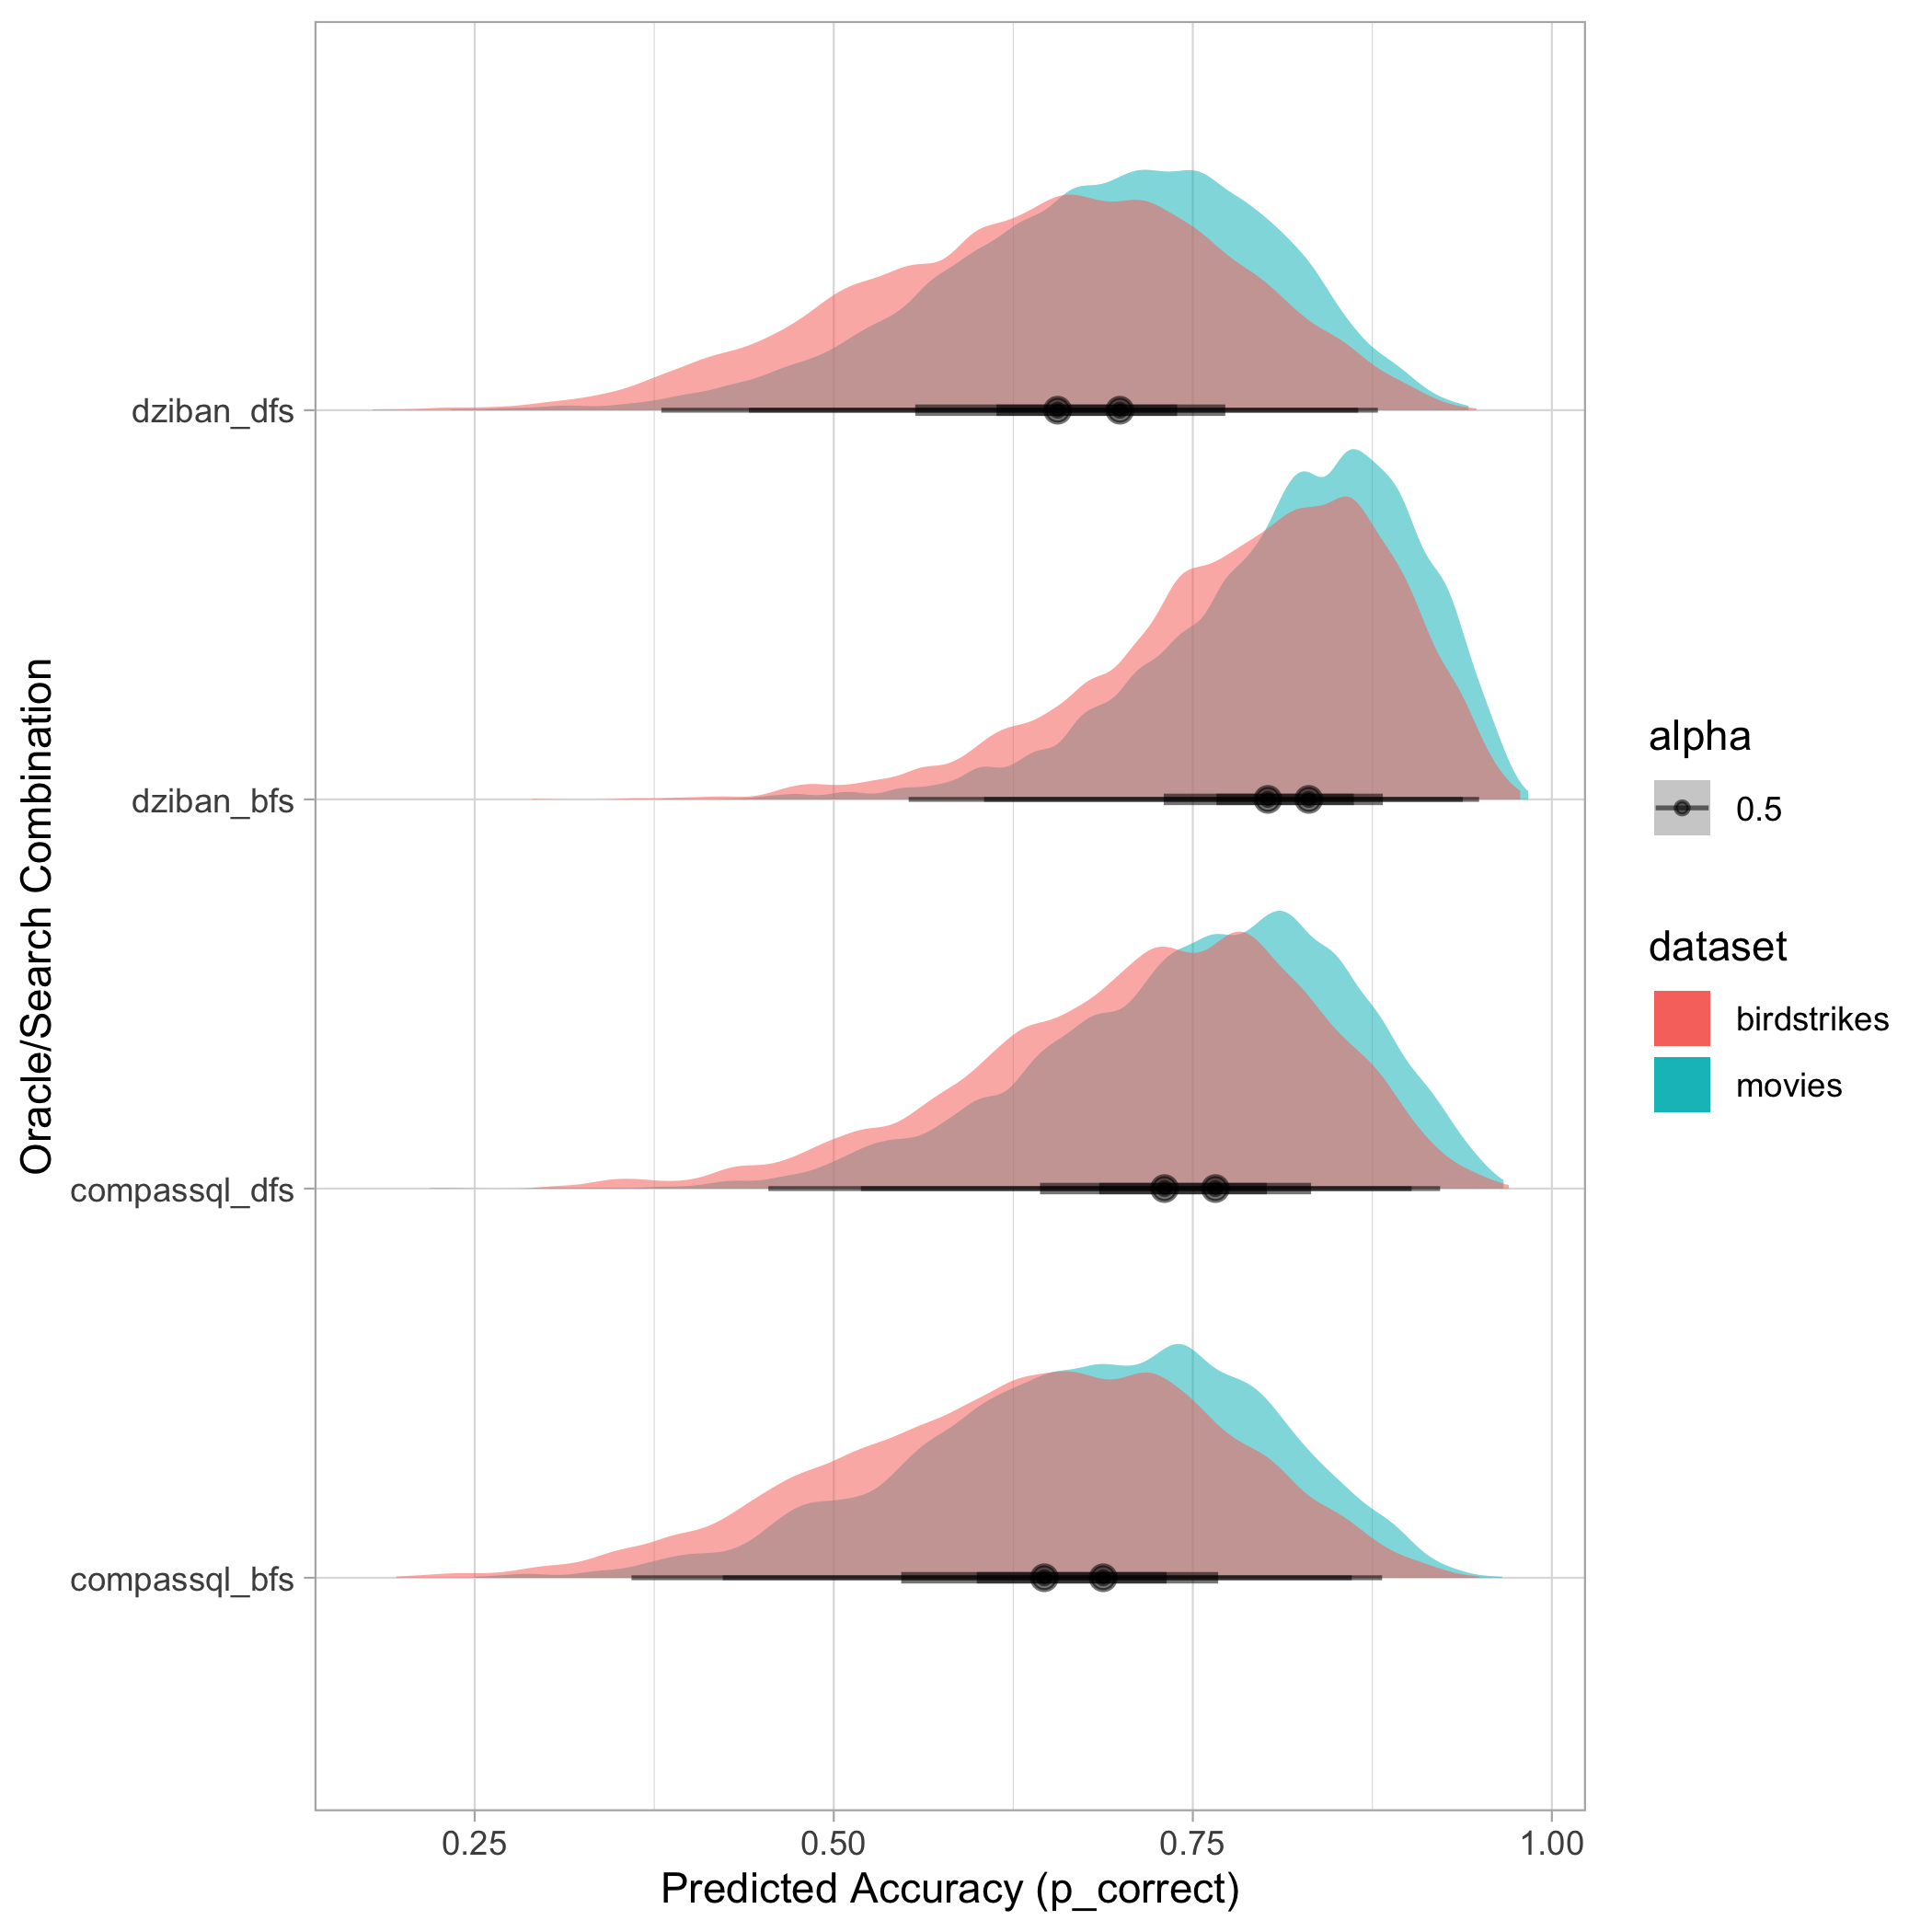 Oracle/Search Combination
dziban_dfs
dziban_bfs
compassql_dfs
compassql_bfs
0.25
0.50
0.75
1.00
Predicted Accuracy (p_correct)
alpha
0.5
dataset
birdstrikes
movies